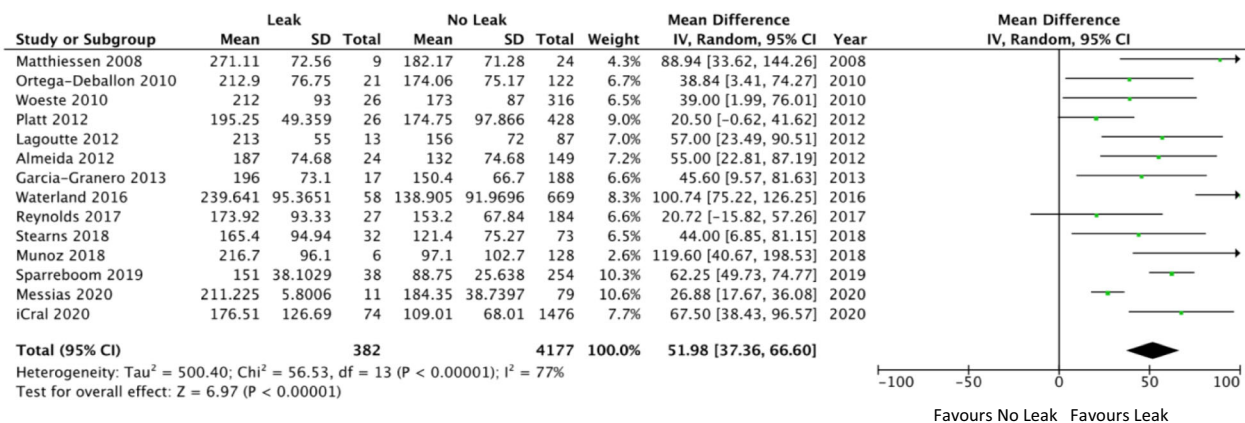 Leak No Leak Mean Difference Mean Difference
Study or Subgroup Mean SD Total Mean SD Total Weight IV, Random, 95% CI Year IV, Random, 95% CI
Matthiessen 2008 271.11 72.56 9 182.17 71.28 24 4.3% 88.94 [33.62, 144.26] 2008
Ortega-Deballon 2010 212.9 76.75 21 174.06 75.17 122 6.7% 38.84 [3.41, 74.27] 2010
Woeste 2010 212 93 26 173 87 316 6.5% 39.00 [1.99, 76.01] 2010
Platt 2012 195.25 49.359 26 174.75 97.866 428 9.0% 20.50 [-0.62, 41.62] 2012
Lagoutte 2012 213 55 13 156 72 87 7.0% 57.00 [23.49, 90.51] 2012
Almeida 2012 187 74.68 24 132 74.68 149 7.2% 55.00 [22.81, 87.19] 2012
Garcia-Granero 2013 196 73.1 17 150.4 66.7 188 6.6% 45.60 [9.57, 81.63] 2013
Waterland 2016 239.641 95.3651 58 138.905 91.9696 669 8.3% 100.74 [75.22, 126.25] 2016
Reynolds 2017 173.92 93.33 27 153.2 67.84 184 6.6% 20.72 [-15.82, 57.26] 2017
Stearns 2018 165.4 94.94 32 121.4 75.27 73 6.5% 44.00 [6.85, 81.15] 2018
Munoz 2018 216.7 96.1 6 97.1 102.7 128 2.6% 119.60 [40.67, 198.53] 2018
Sparreboom 2019 151 38.1029 38 88.75 25.638 254 10.3% 62.25 [49.73, 74.77] 2019
Messias 2020 211.225 5.8006 11 184.35 38.7397 79 10.6% 26.88 [17.67, 36.08] 2020
iCral 2020 176.51 126.69 74 109.01 68.01 1476 7.7% 67.50 [38.43, 96.57] 2020
Total (95% CI) 382 4177 100.0% 51.98 [37.36, 66.60]
Heterogeneity: Tau² = 500.40; Chi² = 56.53, df = 13 (P < 0.00001); I² = 77%
Test for overall effect: Z = 6.97 (P < 0.00001)
-100 -50 0 50 100
Favours No Leak Favours Leak